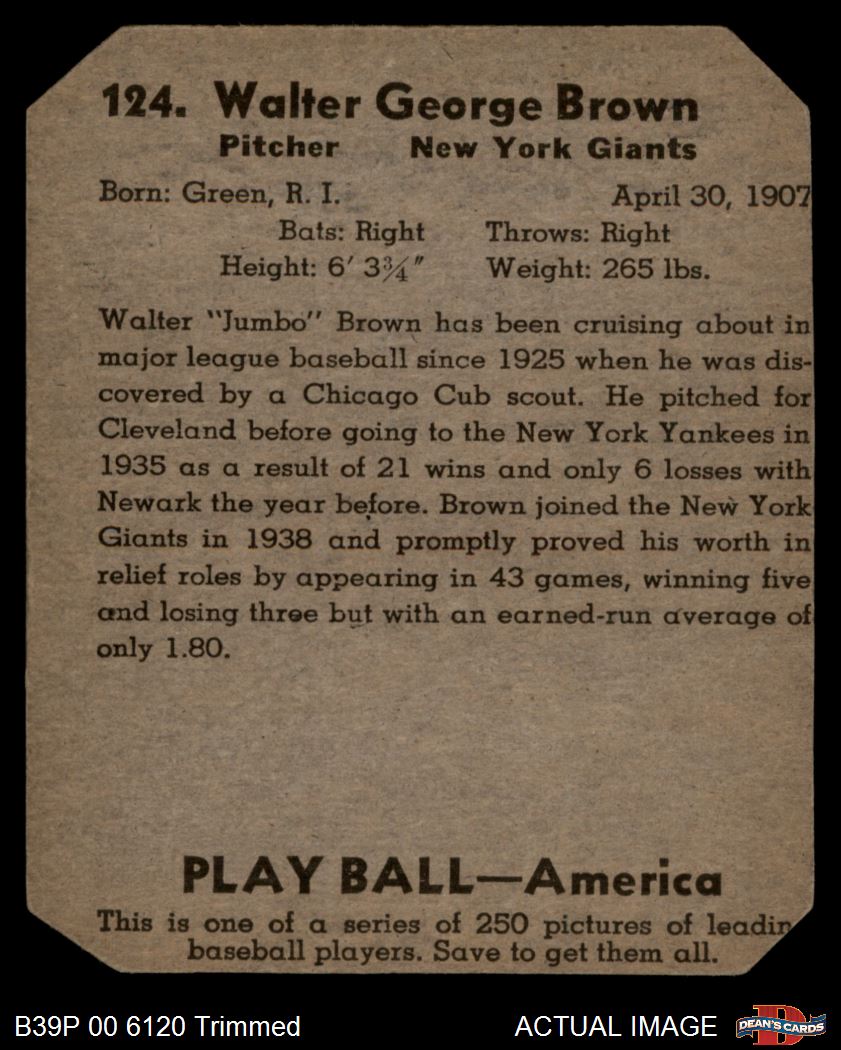 124. Walter George Brown
Pitcher New York Giants
Born: Green, R. I. April 30, 1907
Bats: Right Throws: Right
Height: 6' 3¾" Weight: 265 lbs.
Walter "Jumbo" Brown has been cruising about in
major league baseball since 1925 when he was dis-
covered by a Chicago Cub scout. He pitched for
Cleveland before going to the New York Yankees in
1935 as a result of 21 wins and only 6 losses with
Newark the year before. Brown joined the New York
Giants in 1938 and promptly proved his worth in
relief roles by appearing in 43 games, winning five
and losing three but with an earned-run average of
only 1.80.
PLAY BALL—America
This is one of a series of 250 pictures of leadin
baseball players. Save to get them all.
B39P 00 6120 Trimmed ACTUAL IMAGE DEAN'S CARDS